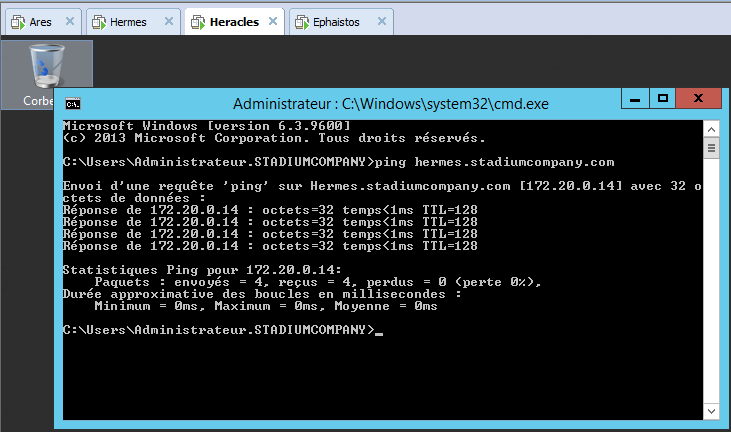 Ares
Hermes
Heracles
Ephaistos
Administrateur : C:\Windows\system32\cmd.exe
Microsoft Windows [version 6.3.9600]
(c) 2013 Microsoft Corporation. Tous droits réservés.
C:\Users\Administrateur.STADIUMCOMPANY>ping hermes.stadiumcompany.com
Envoi d'une requête 'ping' sur Hermes.stadiumcompany.com [172.20.0.14] avec 32 o
ctets de données :
Réponse de 172.20.0.14 : octets=32 temps<1ms TTL=128
Réponse de 172.20.0.14 : octets=32 temps<1ms TTL=128
Réponse de 172.20.0.14 : octets=32 temps<1ms TTL=128
Réponse de 172.20.0.14 : octets=32 temps<1ms TTL=128
Statistiques Ping pour 172.20.0.14:
Paquets : envoyés = 4, reçus = 4, perdus = 0 (perte 0%),
Durée approximative des boucles en millisecondes :
Minimum = 0ms, Maximum = 0ms, Moyenne = 0ms
C:\Users\Administrateur.STADIUMCOMPANY>_